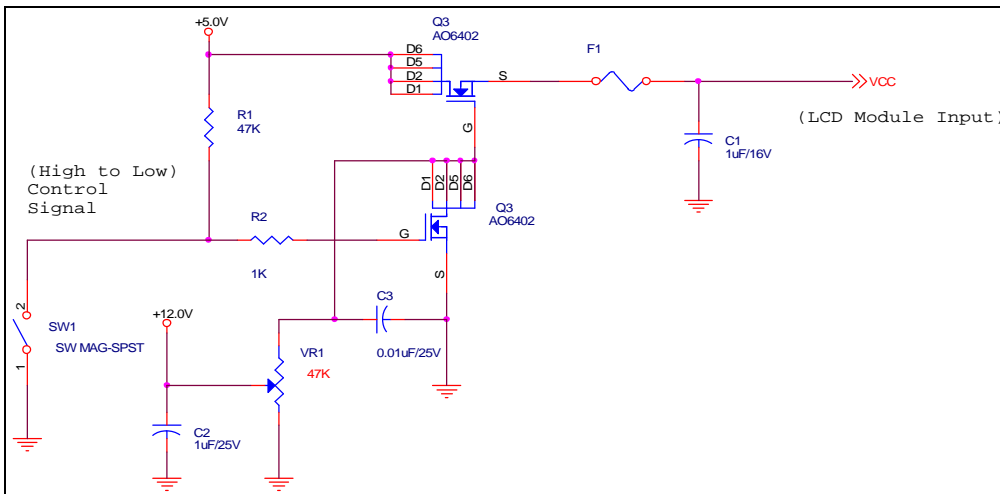 +5.0V
Q3
AO6402
D6
D5
D2
D1
S
G
F1
VCC
(LCD Module Input)
R1
47K
C1
1uF/16V
(High to Low)
Control
Signal
D1
D2
D5
D6
Q3
AO6402
R2
G
1K
S
2
SW1
SW MAG-SPST
1
+12.0V
C3
0.01uF/25V
VR1
47K
C2
1uF/25V